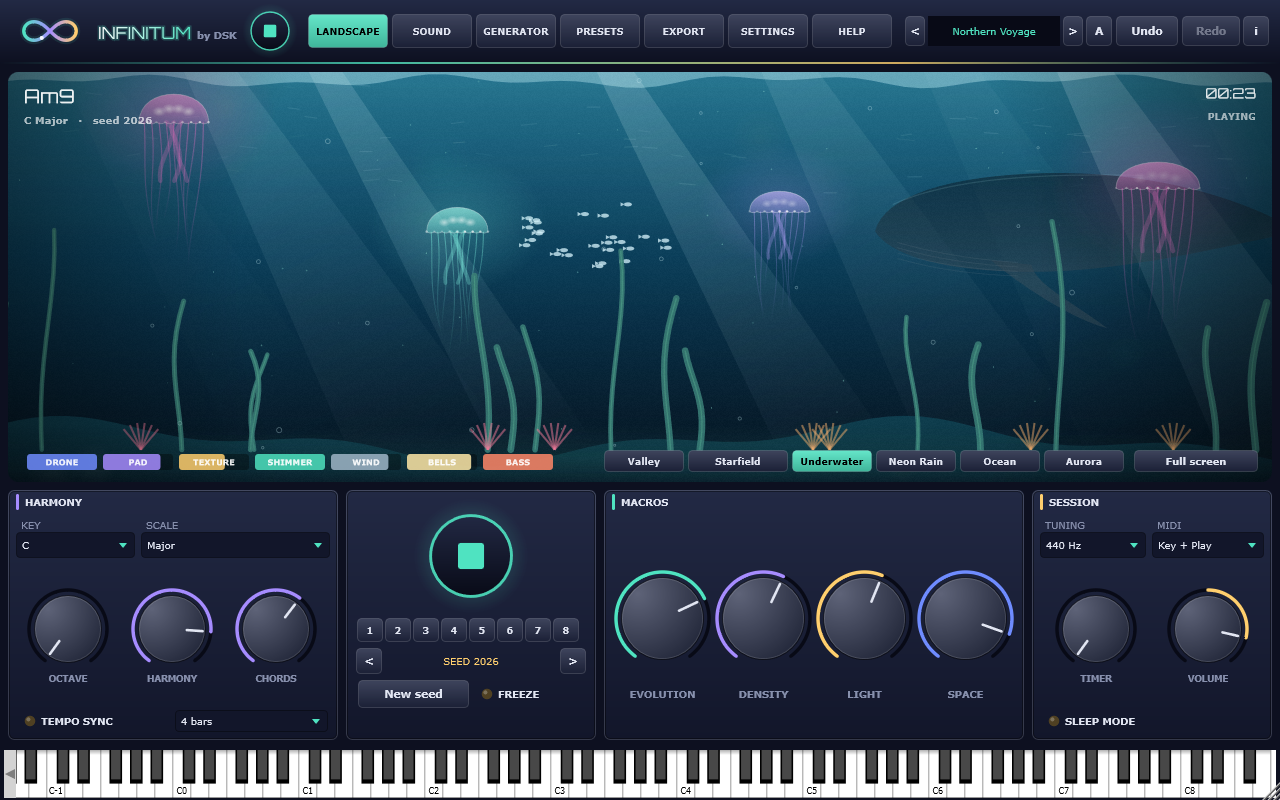 INFINITUM by DSK
LANDSCAPE SOUND GENERATOR PRESETS EXPORT SETTINGS HELP
< Northern Voyage > A Undo Redo i
Am9
C Major · seed 2026
00:23
PLAYING
DRONE PAD TEXTURE SHIMMER WIND BELLS BASS
Valley Starfield Underwater Neon Rain Ocean Aurora Full screen
HARMONY
KEY SCALE
C Major
OCTAVE HARMONY CHORDS
TEMPO SYNC 4 bars
1 2 3 4 5 6 7 8
< SEED 2026 >
New seed FREEZE
MACROS
EVOLUTION DENSITY LIGHT SPACE
SESSION
TUNING MIDI
440 Hz Key + Play
TIMER VOLUME
SLEEP MODE
C-1 C0 C1 C2 C3 C4 C5 C6 C7 C8